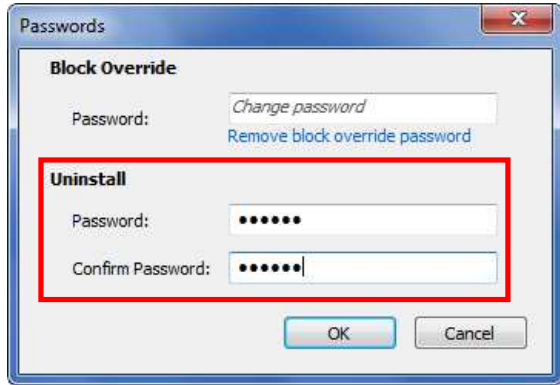 Passwords
Block Override
Password: Change password
Remove block override password
Uninstall
Password: ••••••
Confirm Password: ••••••
OK Cancel